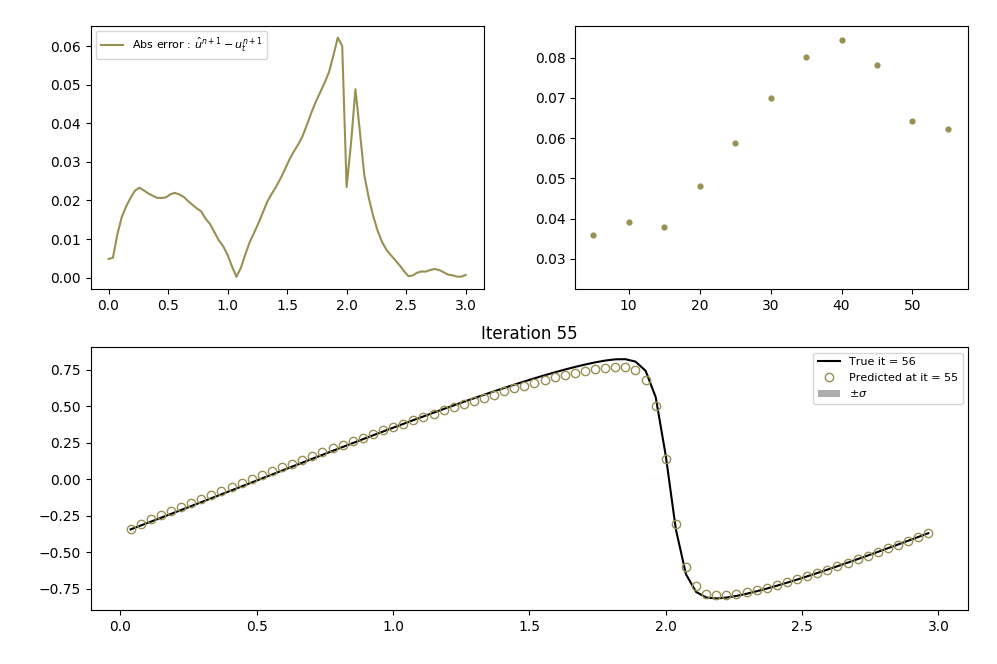 Abs error : û^{n+1} − u_t^{n+1}
0.06
0.05
0.04
0.03
0.02
0.01
0.00
0.0 0.5 1.0 1.5 2.0 2.5 3.0
0.08
0.07
0.06
0.05
0.04
0.03
10 20 30 40 50
Iteration 55
True it = 56
Predicted at it = 55
±σ
0.75
0.50
0.25
0.00
−0.25
−0.50
−0.75
0.0 0.5 1.0 1.5 2.0 2.5 3.0